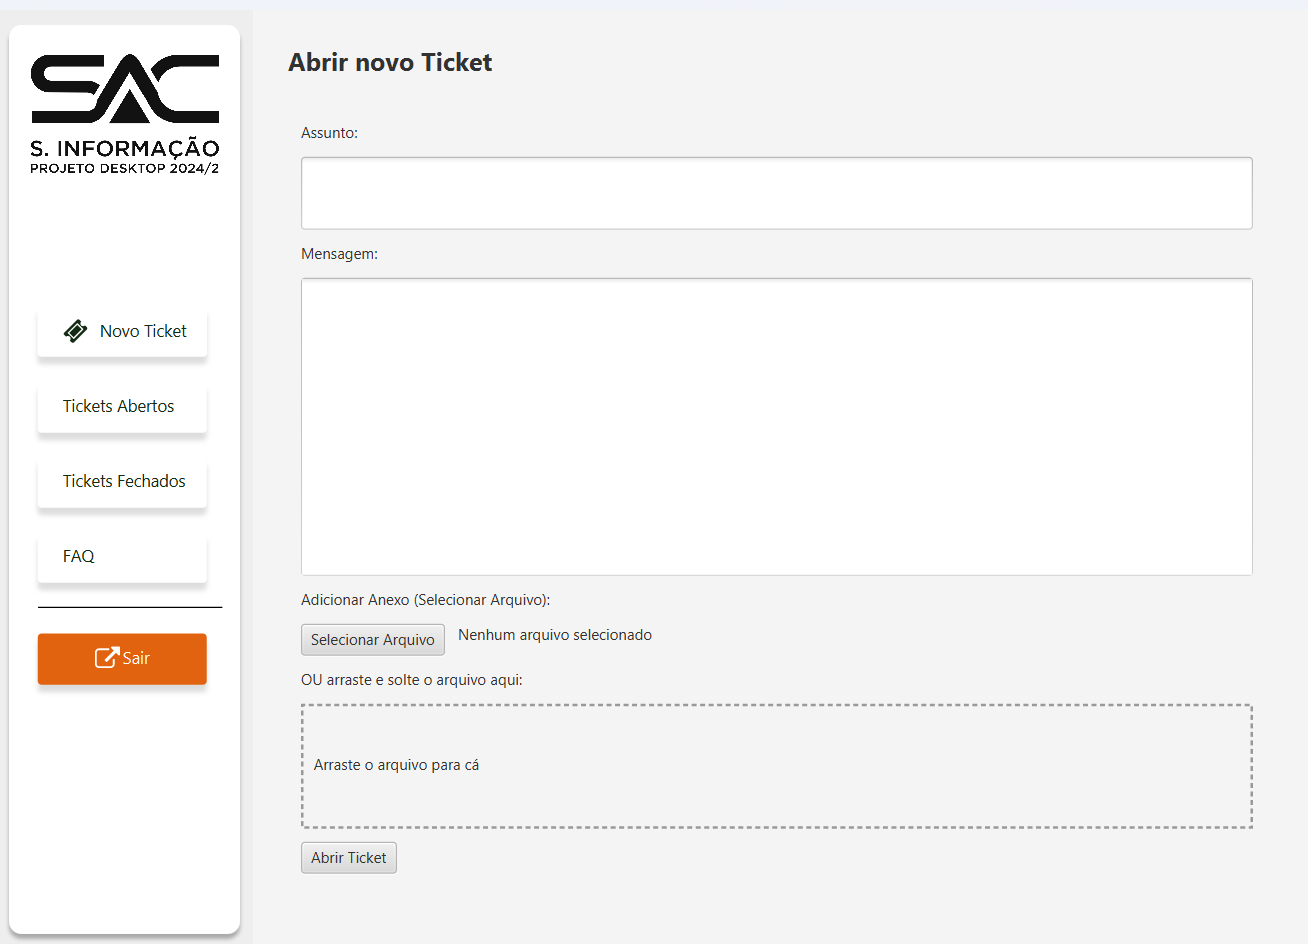 SAC
S. INFORMAÇÃO
PROJETO DESKTOP 2024/2
Novo Ticket
Tickets Abertos
Tickets Fechados
FAQ
Sair
Abrir novo Ticket
Assunto:
Mensagem:
Adicionar Anexo (Selecionar Arquivo):
Selecionar Arquivo Nenhum arquivo selecionado
OU arraste e solte o arquivo aqui:
Arraste o arquivo para cá
Abrir Ticket